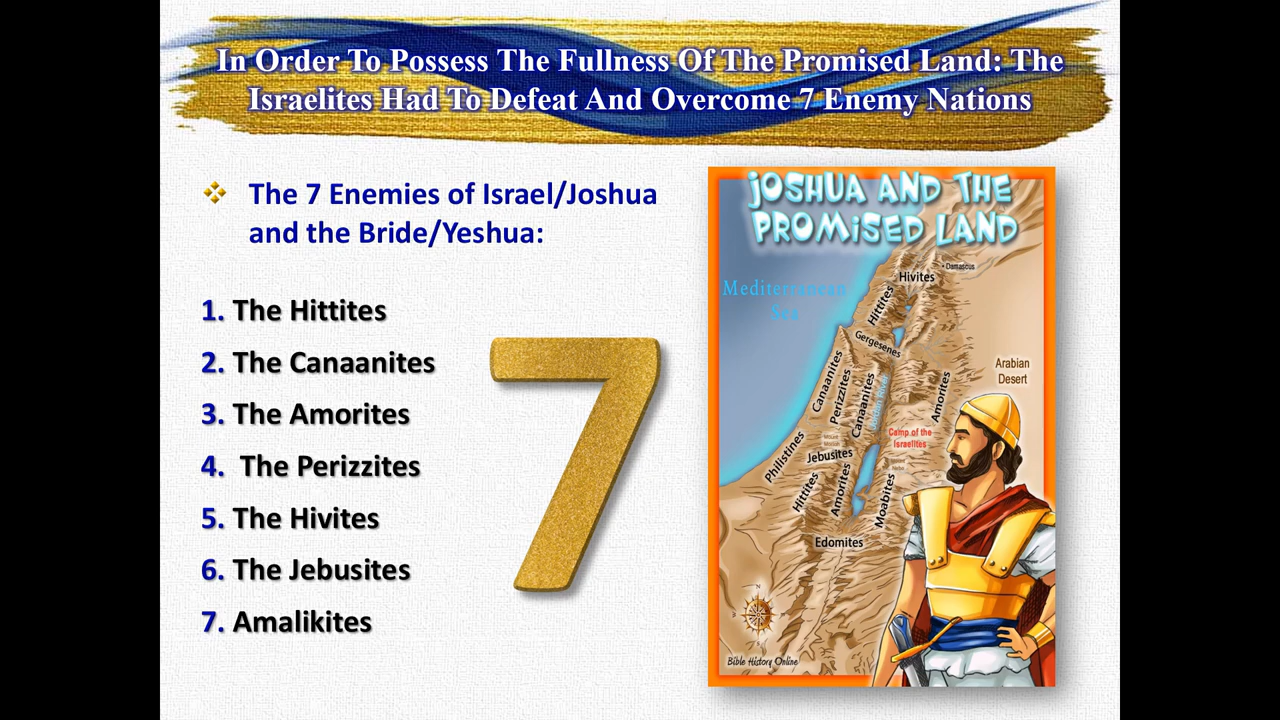 In Order To Possess The Fullness Of The Promised Land: The
Israelites Had To Defeat And Overcome 7 Enemy Nations
❖ The 7 Enemies of Israel/Joshua
and the Bride/Yeshua:
1. The Hittites
2. The Canaanites
3. The Amorites
4. The Perizzites
5. The Hivites
6. The Jebusites
7. Amalikites
7
JOSHUA AND THE
PROMISED LAND
Damascus
Hivites
Mediterranean
Sea
Hittites
Gergesenes
Arabian
Desert
Canaanites
Perizzites
Canaanites
Jordan River
Amorites
Camp of the
Israelites
Philistines
Jebusites
Nebo
Hittites
Amorites
Moabites
Edomites
N
W
S
Bible History Online